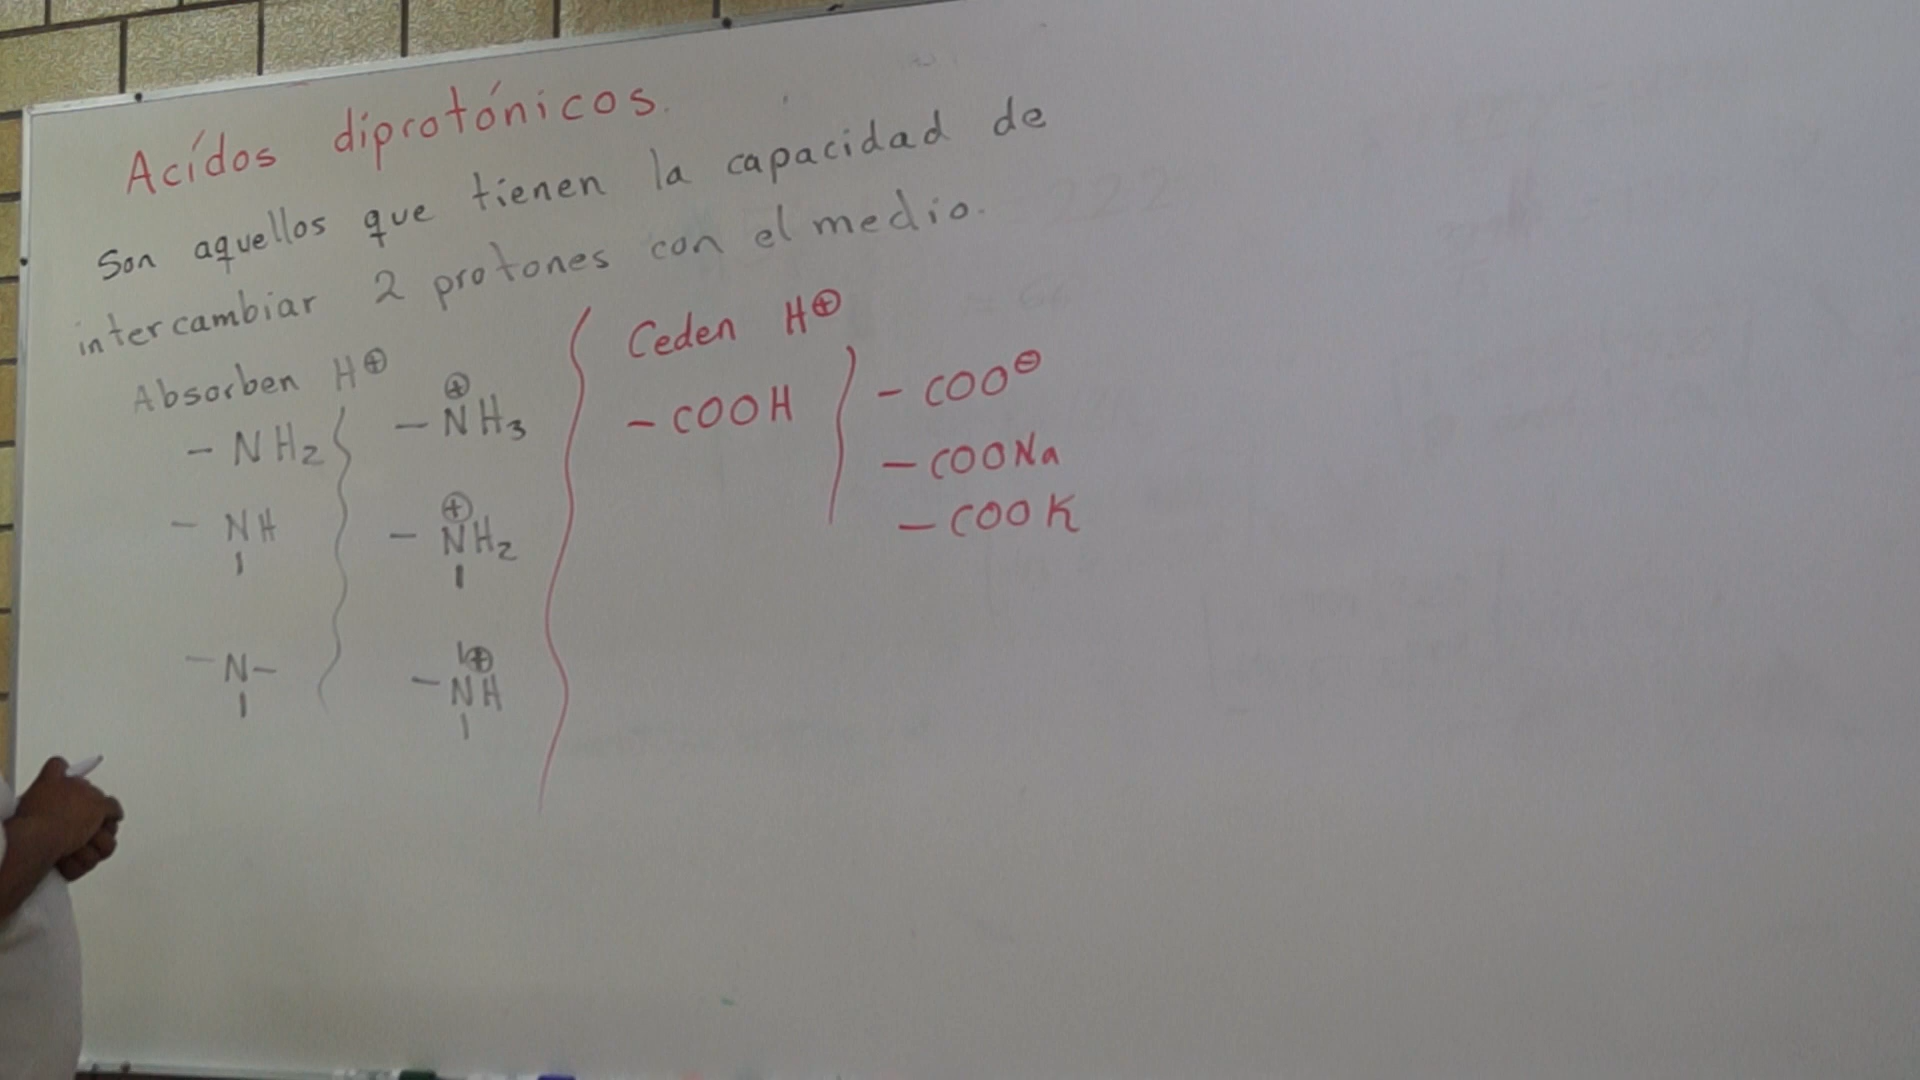 Acídos diprotónicos.
Son aquellos que tienen la capacidad de
intercambiar 2 protones con el medio.
Absorben H⊕
- NH₂
- NH
|
- N -
|
⊕
- NH₃
⊕
- NH₂
|
| ⊕
- NH
|
Ceden H⊕
- COOH
- COO⊖
- COONa
- COOK